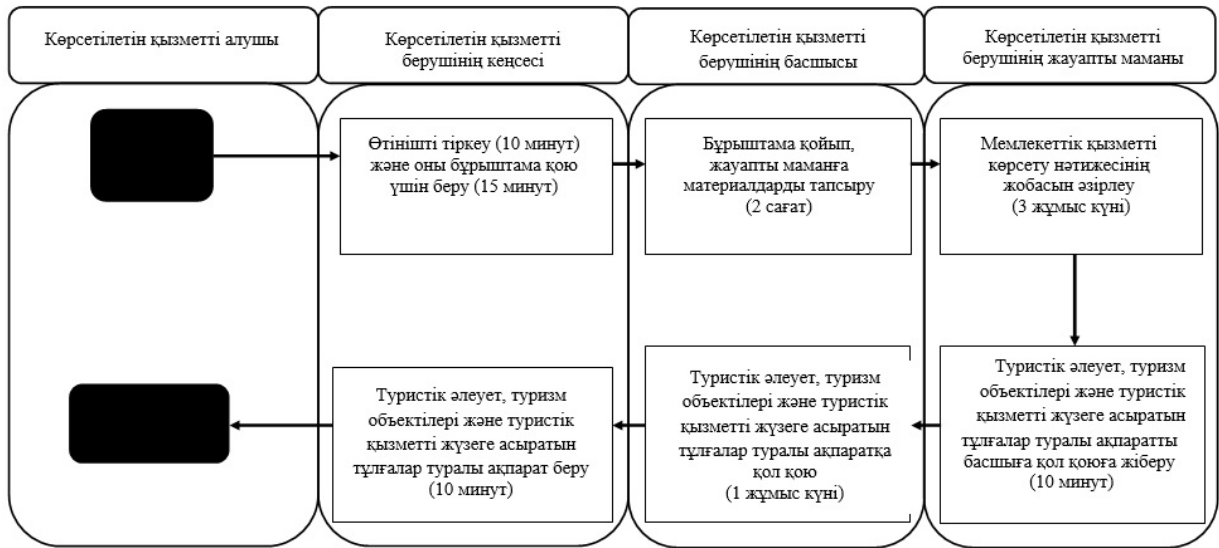 Көрсетілетін қызметті алушы
Көрсетілетін қызметті
берушінің кеңсесі
Көрсетілетін қызметті
берушінің басшысы
Көрсетілетін қызметті
берушінің жауапты маманы
Өтінішті тіркеу (10 минут)
және оны бұрыштама қою
үшін беру (15 минут)
Бұрыштама қойып,
жауапты маманға
материалдарды тапсыру
(2 сағат)
Мемлекеттік қызметті
көрсету нәтижесінің
жобасын әзірлеу
(3 жұмыс күні)
Туристік әлеует, туризм
объектілері және туристік
қызметті жүзеге асыратын
тұлғалар туралы ақпарат беру
(10 минут)
Туристік әлеует, туризм
объектілері және туристік
қызметті жүзеге асыратын
тұлғалар туралы ақпаратқа
қол қою
(1 жұмыс күні)
Туристік әлеует, туризм
объектілері және туристік
қызметті жүзеге асыратын
тұлғалар туралы ақпаратты
басшыға қол қоюға жіберу
(10 минут)